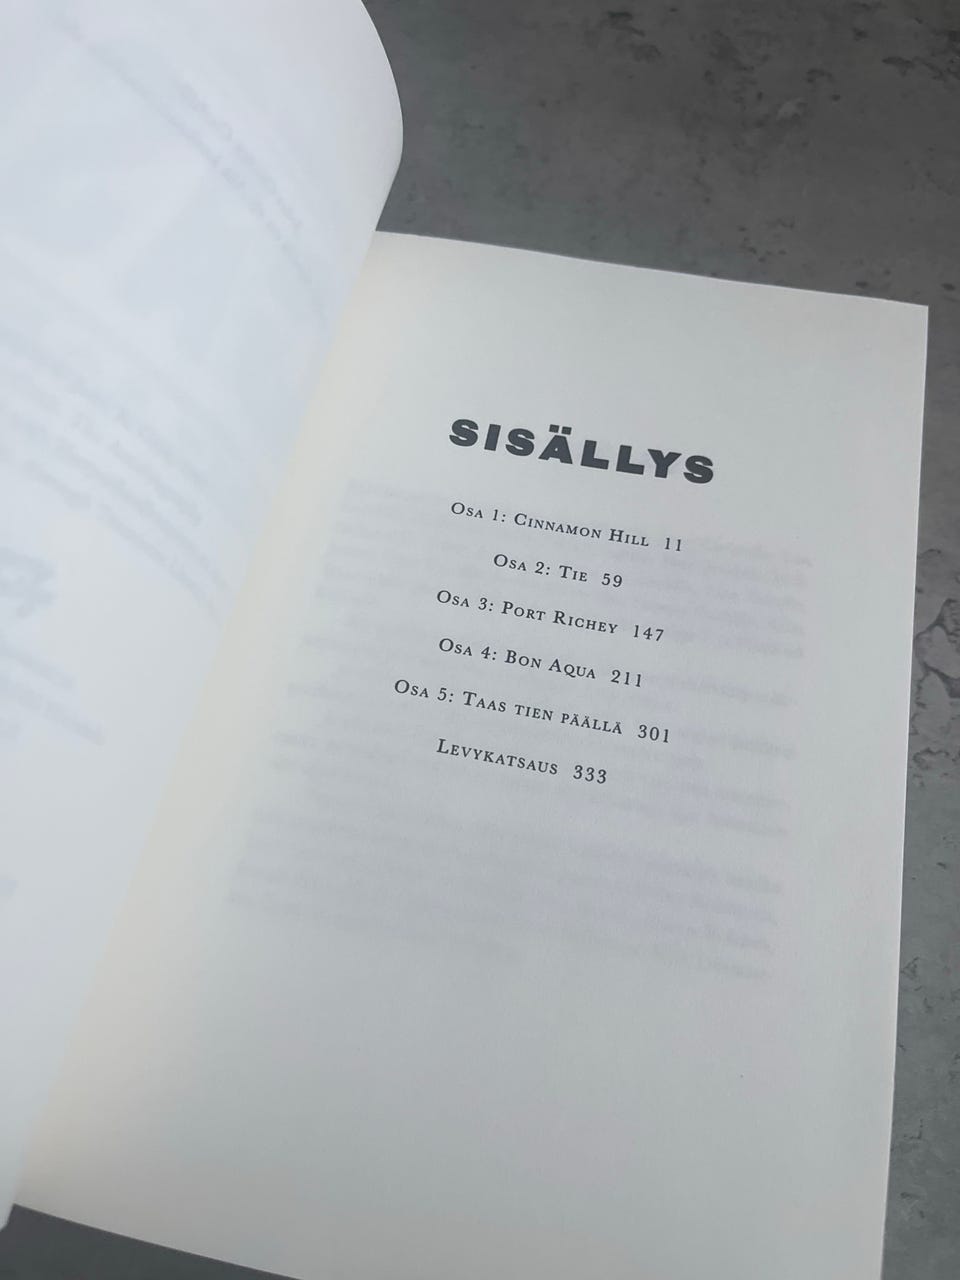 SISÄLLYS
Osa 1: Cinnamon Hill 11
Osa 2: Tie 59
Osa 3: Port Richey 147
Osa 4: Bon Aqua 211
Osa 5: Taas tien päällä 301
Levykatsaus 333